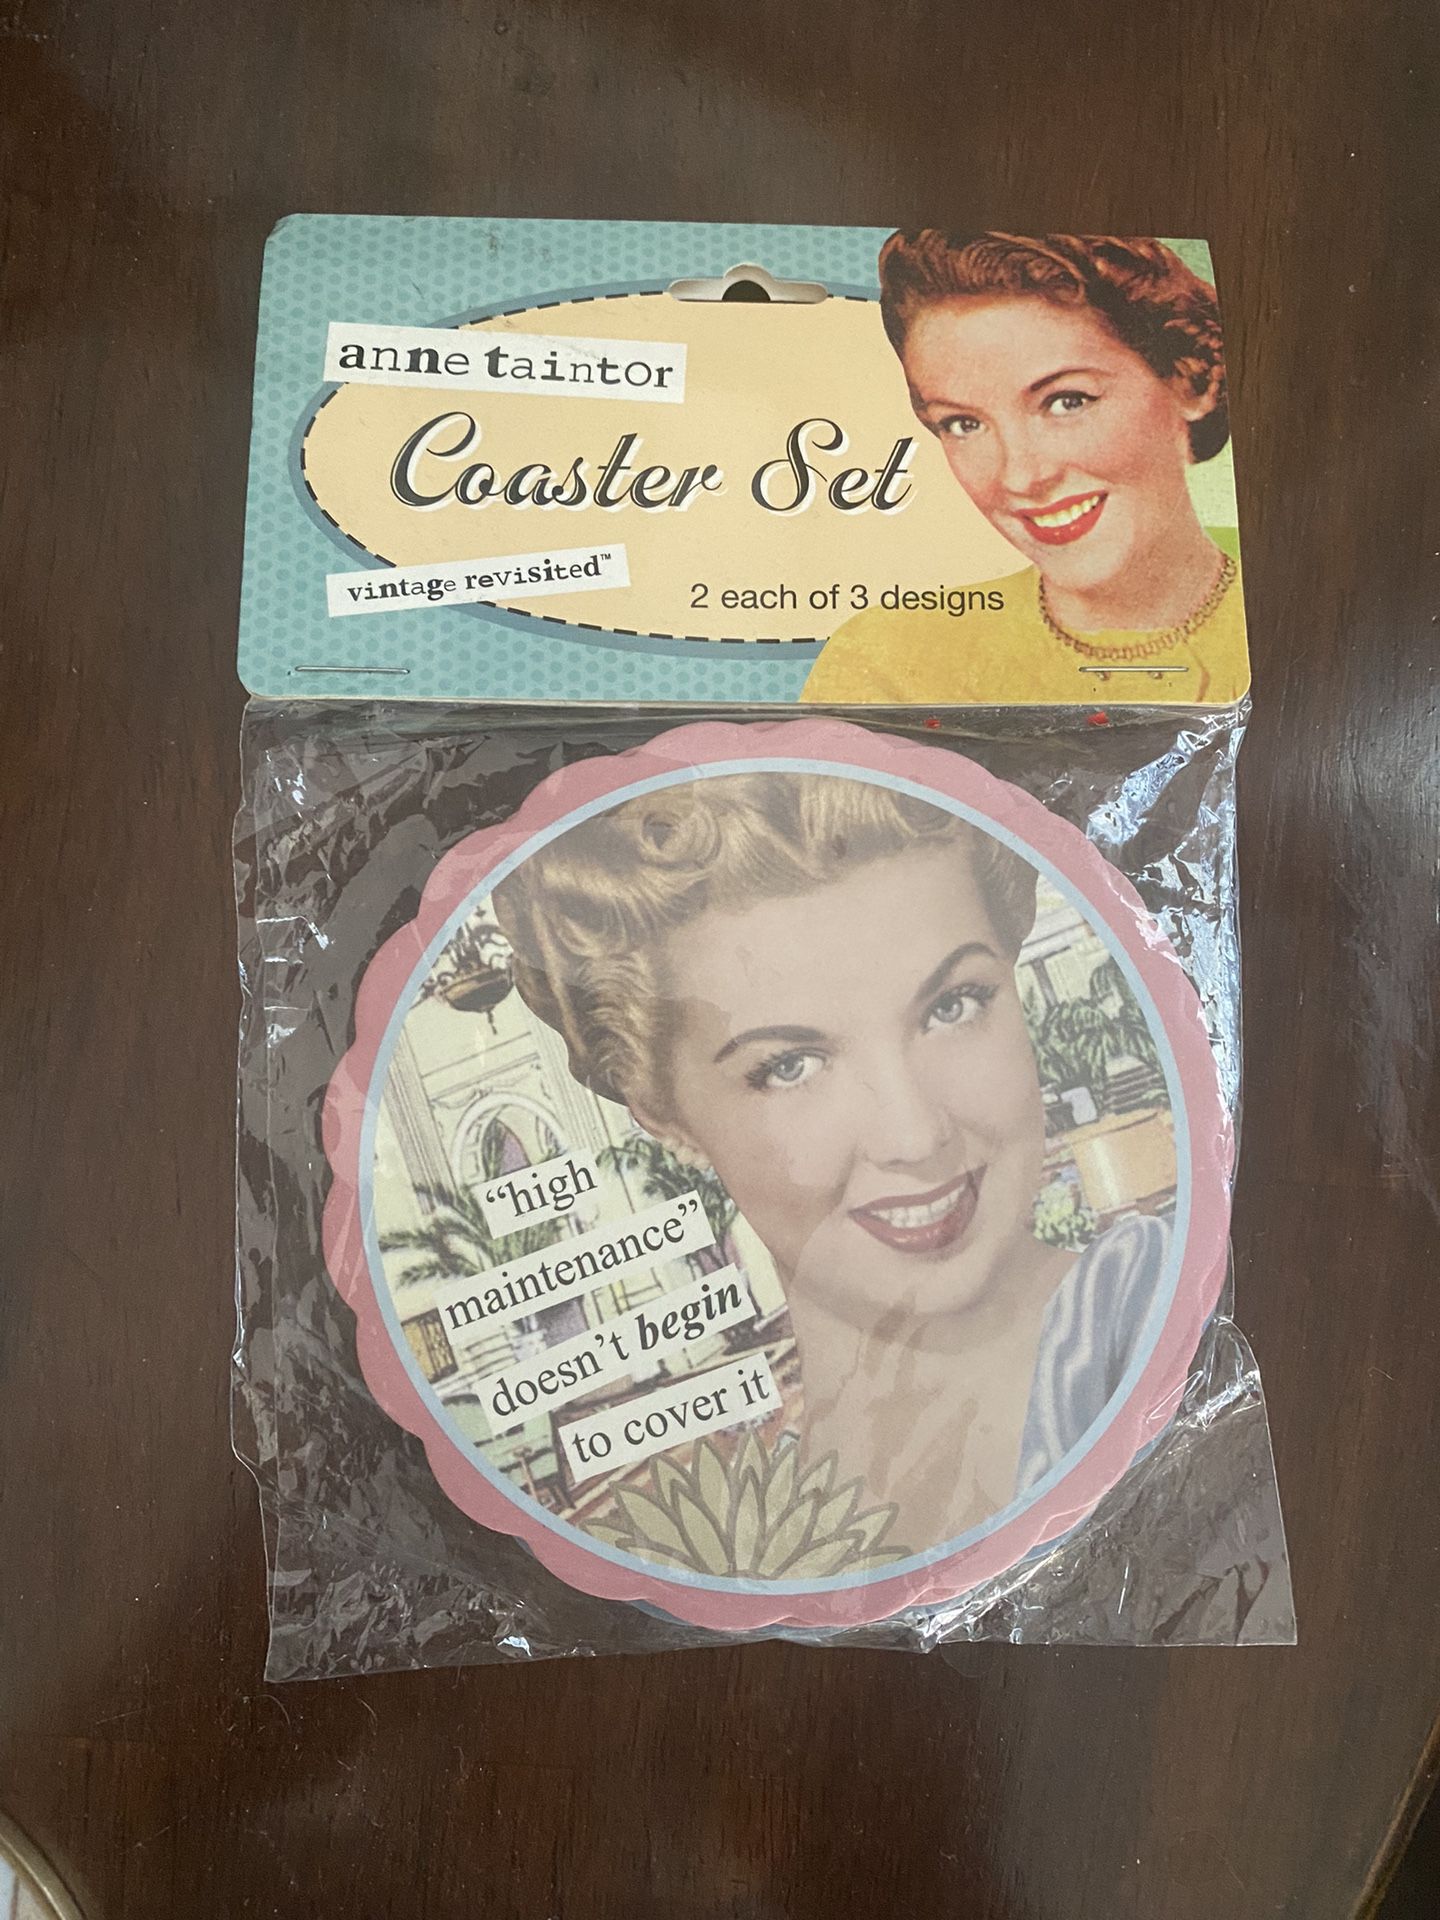 anne taintor
Coaster Set
vintage revisited™
2 each of 3 designs
“high
maintenance”
doesn’t begin
to cover it